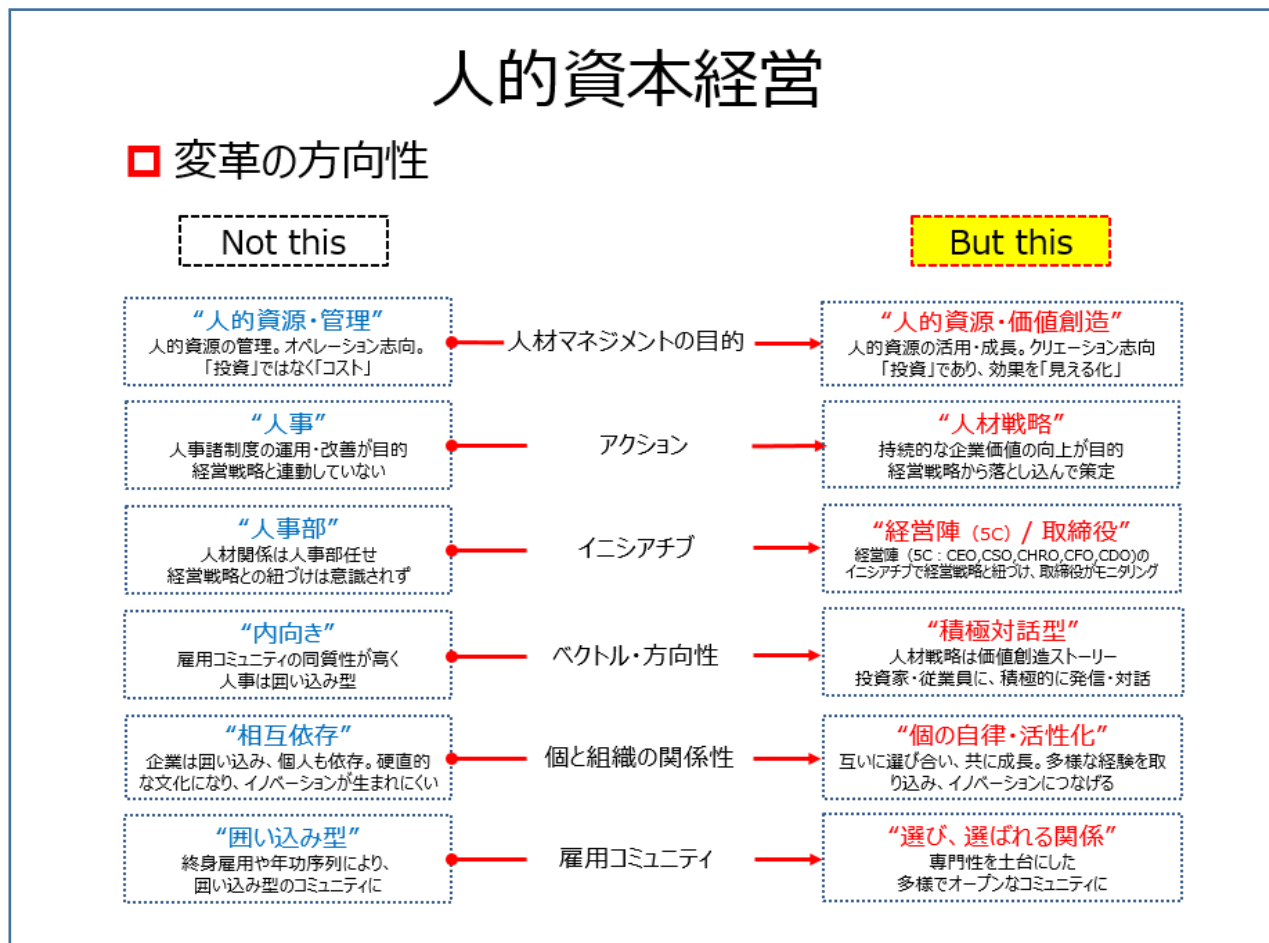 人的資本経営
変革の方向性
Not this
But this
“人的資源・管理”
人的資源の管理。オペレーション志向。
「投資」ではなく「コスト」
人材マネジメントの目的
“人的資源・価値創造”
人的資源の活用・成長。クリエーション志向
「投資」であり、効果を「見える化」
“人事”
人事諸制度の運用・改善が目的
経営戦略と連動していない
アクション
“人材戦略”
持続的な企業価値の向上が目的
経営戦略から落とし込んで策定
“人事部”
人材関係は人事部任せ
経営戦略との紐づけは意識されず
イニシアチブ
“経営陣（5C）/ 取締役”
経営陣（5C：CEO,CSO,CHRO,CFO,CDO)の
イニシアチブで経営戦略と紐づけ、取締役がモニタリング
“内向き”
雇用コミュニティの同質性が高く
人事は囲い込み型
ベクトル・方向性
“積極対話型”
人材戦略は価値創造ストーリー
投資家・従業員に、積極的に発信・対話
“相互依存”
企業は囲い込み、個人も依存。硬直的
な文化になり、イノベーションが生まれにくい
個と組織の関係性
“個の自律・活性化”
互いに選び合い、共に成長。多様な経験を取
り込み、イノベーションにつなげる
“囲い込み型”
終身雇用や年功序列により、
囲い込み型のコミュニティに
雇用コミュニティ
“選び、選ばれる関係”
専門性を土台にした
多様でオープンなコミュニティに